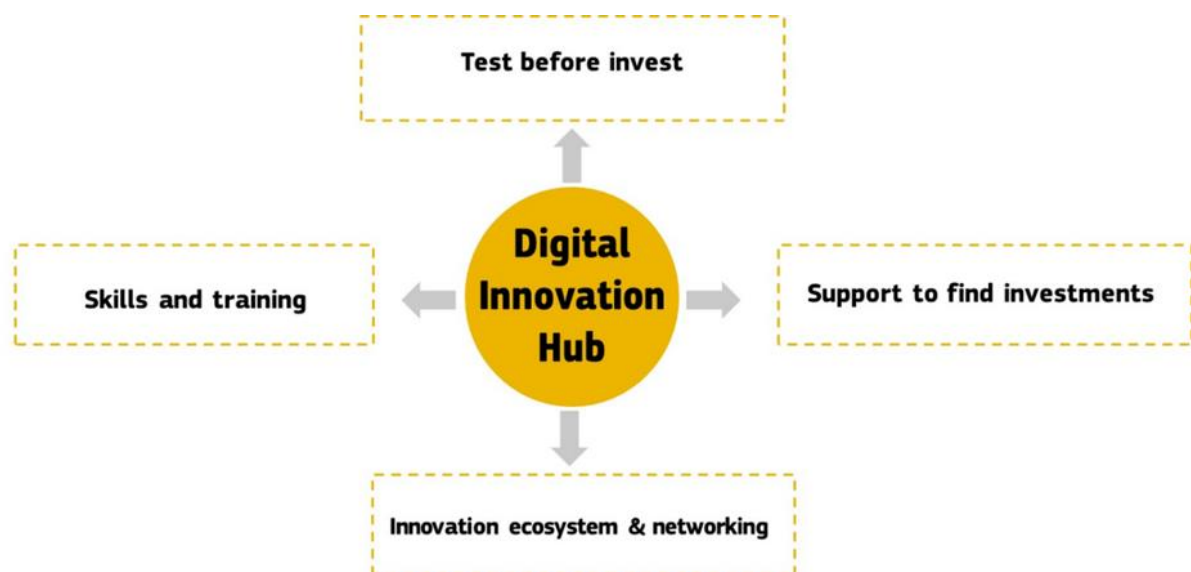 Test before invest
Digital
Innovation
Hub
Skills and training
Support to find investments
Innovation ecosystem & networking